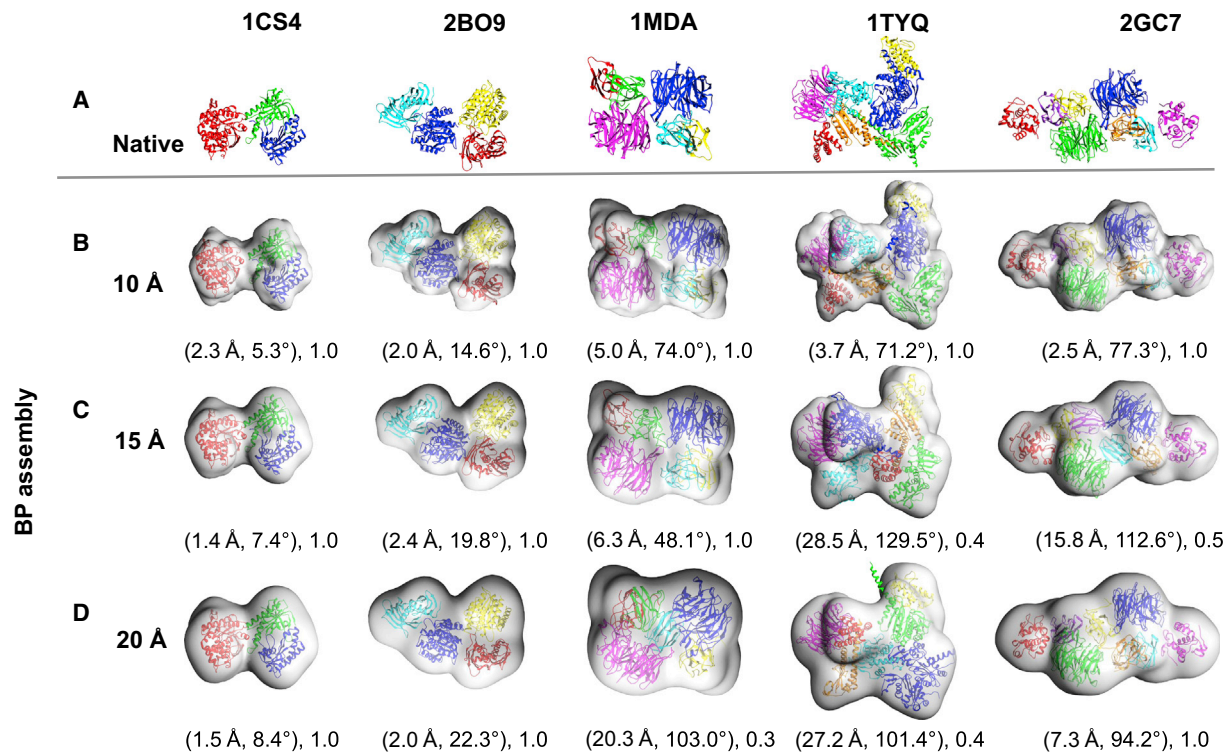 1CS4 2BO9 1MDA 1TYQ 2GC7
A
Native
B
10 Å
(2.3 Å, 5.3°), 1.0 (2.0 Å, 14.6°), 1.0 (5.0 Å, 74.0°), 1.0 (3.7 Å, 71.2°), 1.0 (2.5 Å, 77.3°), 1.0
BP assembly
C
15 Å
(1.4 Å, 7.4°), 1.0 (2.4 Å, 19.8°), 1.0 (6.3 Å, 48.1°), 1.0 (28.5 Å, 129.5°), 0.4 (15.8 Å, 112.6°), 0.5
D
20 Å
(1.5 Å, 8.4°), 1.0 (2.0 Å, 22.3°), 1.0 (20.3 Å, 103.0°), 0.3 (27.2 Å, 101.4°), 0.4 (7.3 Å, 94.2°), 1.0